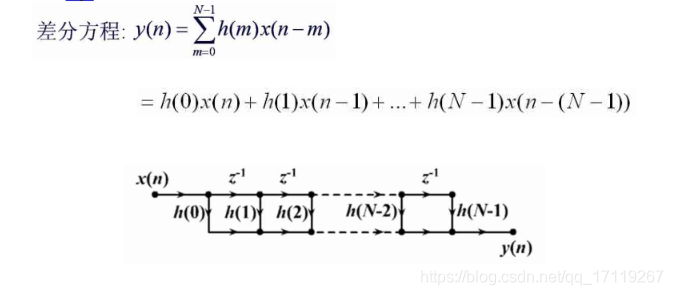 差分方程: y(n) = \sum_{m=0}^{N-1} h(m)x(n-m)
= h(0)x(n) + h(1)x(n-1) + ... + h(N-1)x(n-(N-1))
x(n) z⁻¹ z⁻¹ z⁻¹
h(0) h(1) h(2) h(N-2) h(N-1)
y(n)
https://blog.csdn.net/qq_17119267